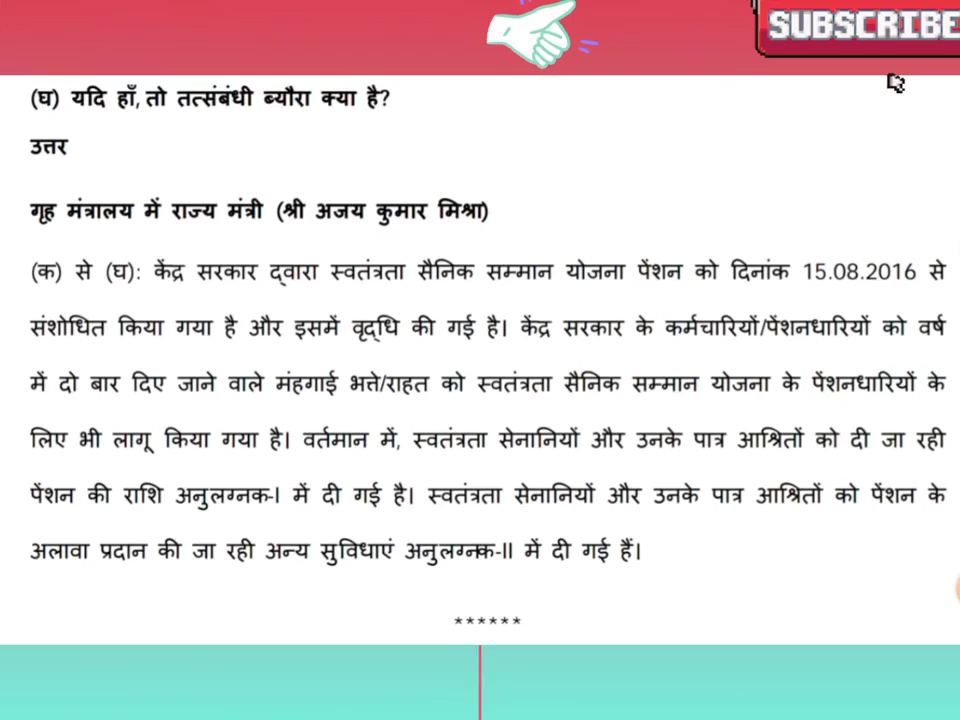 SUBSCRIBE
(घ) यदि हाँ, तो तत्संबंधी ब्यौरा क्या है?
उत्तर
गृह मंत्रालय में राज्य मंत्री (श्री अजय कुमार मिश्रा)
(क) से (घ): केंद्र सरकार द्वारा स्वतंत्रता सैनिक सम्मान योजना पेंशन को दिनांक 15.08.2016 से
संशोधित किया गया है और इसमें वृद्धि की गई है। केंद्र सरकार के कर्मचारियों/पेंशनधारियों को वर्ष
में दो बार दिए जाने वाले मंहगाई भत्ते/राहत को स्वतंत्रता सैनिक सम्मान योजना के पेंशनधारियों के
लिए भी लागू किया गया है। वर्तमान में, स्वतंत्रता सेनानियों और उनके पात्र आश्रितों को दी जा रही
पेंशन की राशि अनुलग्नक-I में दी गई है। स्वतंत्रता सेनानियों और उनके पात्र आश्रितों को पेंशन के
अलावा प्रदान की जा रही अन्य सुविधाएं अनुलग्नक-II में दी गई हैं।
******